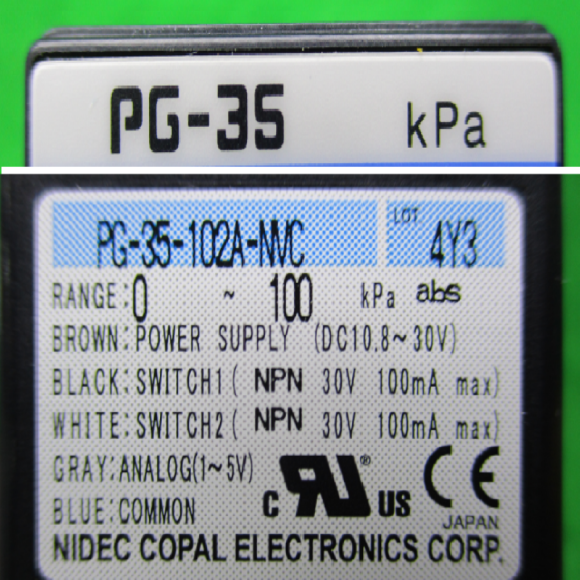 PG-35 kPa
PG-35-102A-NVC LOT. 4Y3
RANGE:0 ~ 100 kPa abs
BROWN:POWER SUPPLY (DC10.8~30V)
BLACK:SWITCH1( NPN 30V 100mA max)
WHITE:SWITCH2( NPN 30V 100mA max)
GRAY:ANALOG(1~5V)
BLUE:COMMON
C RU® US CE
JAPAN
NIDEC COPAL ELECTRONICS CORP.